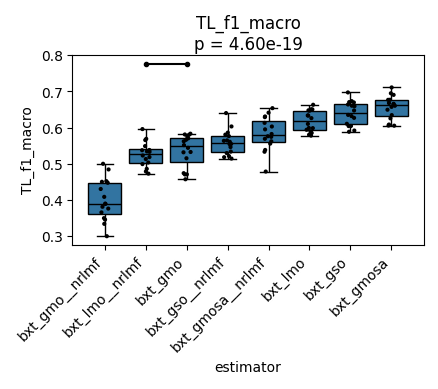 TL_f1_macro
p = 4.60e-19
0.8
0.7
0.6
0.5
0.4
0.3
TL_f1_macro
bxt_gmo__nrlmf
bxt_lmo__nrlmf
bxt_gmo
bxt_gso__nrlmf
bxt_gmosa__nrlmf
bxt_lmo
bxt_gso
bxt_gmosa
estimator